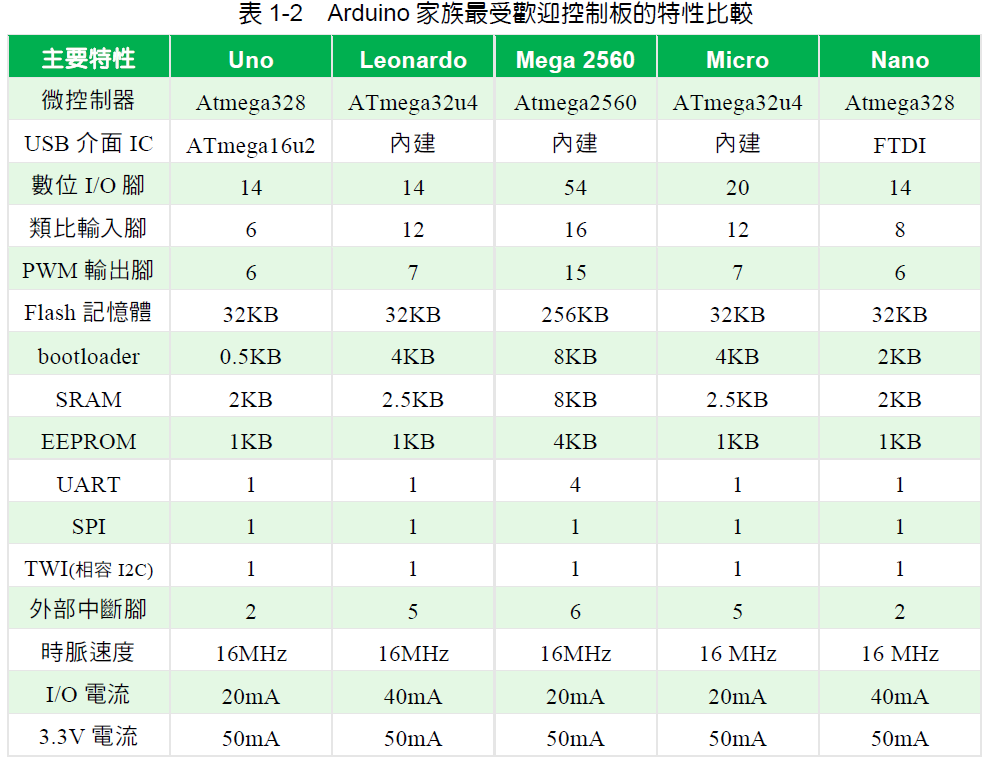 表 1-2 Arduino 家族最受歡迎控制板的特性比較
主要特性 Uno Leonardo Mega 2560 Micro Nano
微控制器 Atmega328 ATmega32u4 Atmega2560 ATmega32u4 Atmega328
USB 介面 IC ATmega16u2 內建 內建 內建 FTDI
數位 I/O 腳 14 14 54 20 14
類比輸入腳 6 12 16 12 8
PWM 輸出腳 6 7 15 7 6
Flash 記憶體 32KB 32KB 256KB 32KB 32KB
bootloader 0.5KB 4KB 8KB 4KB 2KB
SRAM 2KB 2.5KB 8KB 2.5KB 2KB
EEPROM 1KB 1KB 4KB 1KB 1KB
UART 1 1 4 1 1
SPI 1 1 1 1 1
TWI(相容 I2C) 1 1 1 1 1
外部中斷腳 2 5 6 5 2
時脈速度 16MHz 16MHz 16MHz 16 MHz 16 MHz
I/O 電流 20mA 40mA 20mA 20mA 40mA
3.3V 電流 50mA 50mA 50mA 50mA 50mA